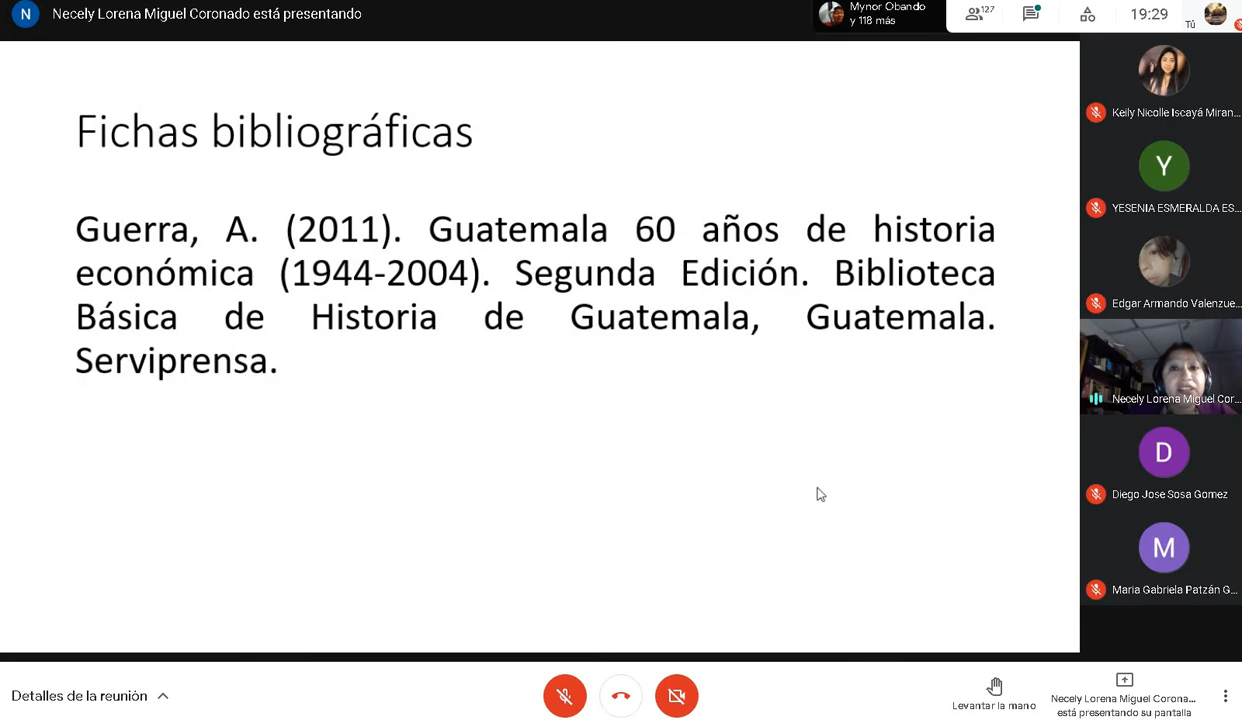 N
Necely Lorena Miguel Coronado está presentando
Mynor Obando
y 118 más
127
19:29
Tú
Fichas bibliográficas
Guerra, A. (2011). Guatemala 60 años de historia
económica (1944-2004). Segunda Edición. Biblioteca
Básica de Historia de Guatemala, Guatemala.
Serviprensa.
Keily Nicolle Iscayá Miran...
Y
YESENIA ESMERALDA ES...
Edgar Armando Valenzue...
Necely Lorena Miguel Cor...
D
Diego Jose Sosa Gomez
M
Maria Gabriela Patzán G...
Detalles de la reunión
Levantar la mano
Necely Lorena Miguel Corona...
está presentando su pantalla